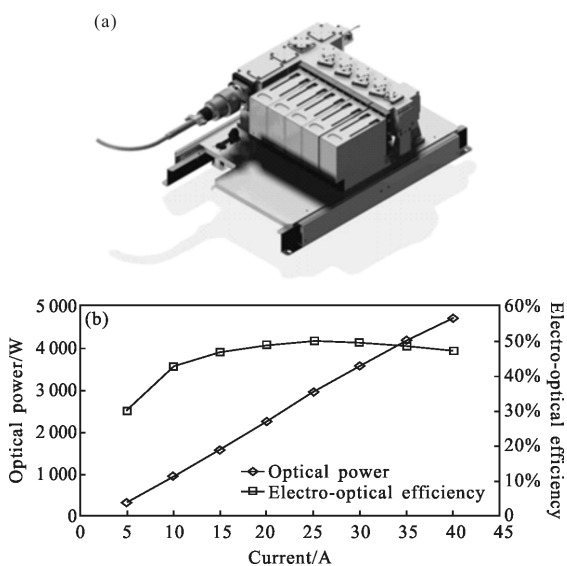 (a)
(b)
5 000
4 000
3 000
2 000
1 000
0
Optical power/W
60%
50%
40%
30%
20%
10%
0
Electro-optical efficiency
Optical power
Electro-optical efficiency
0 5 10 15 20 25 30 35 40 45
Current/A